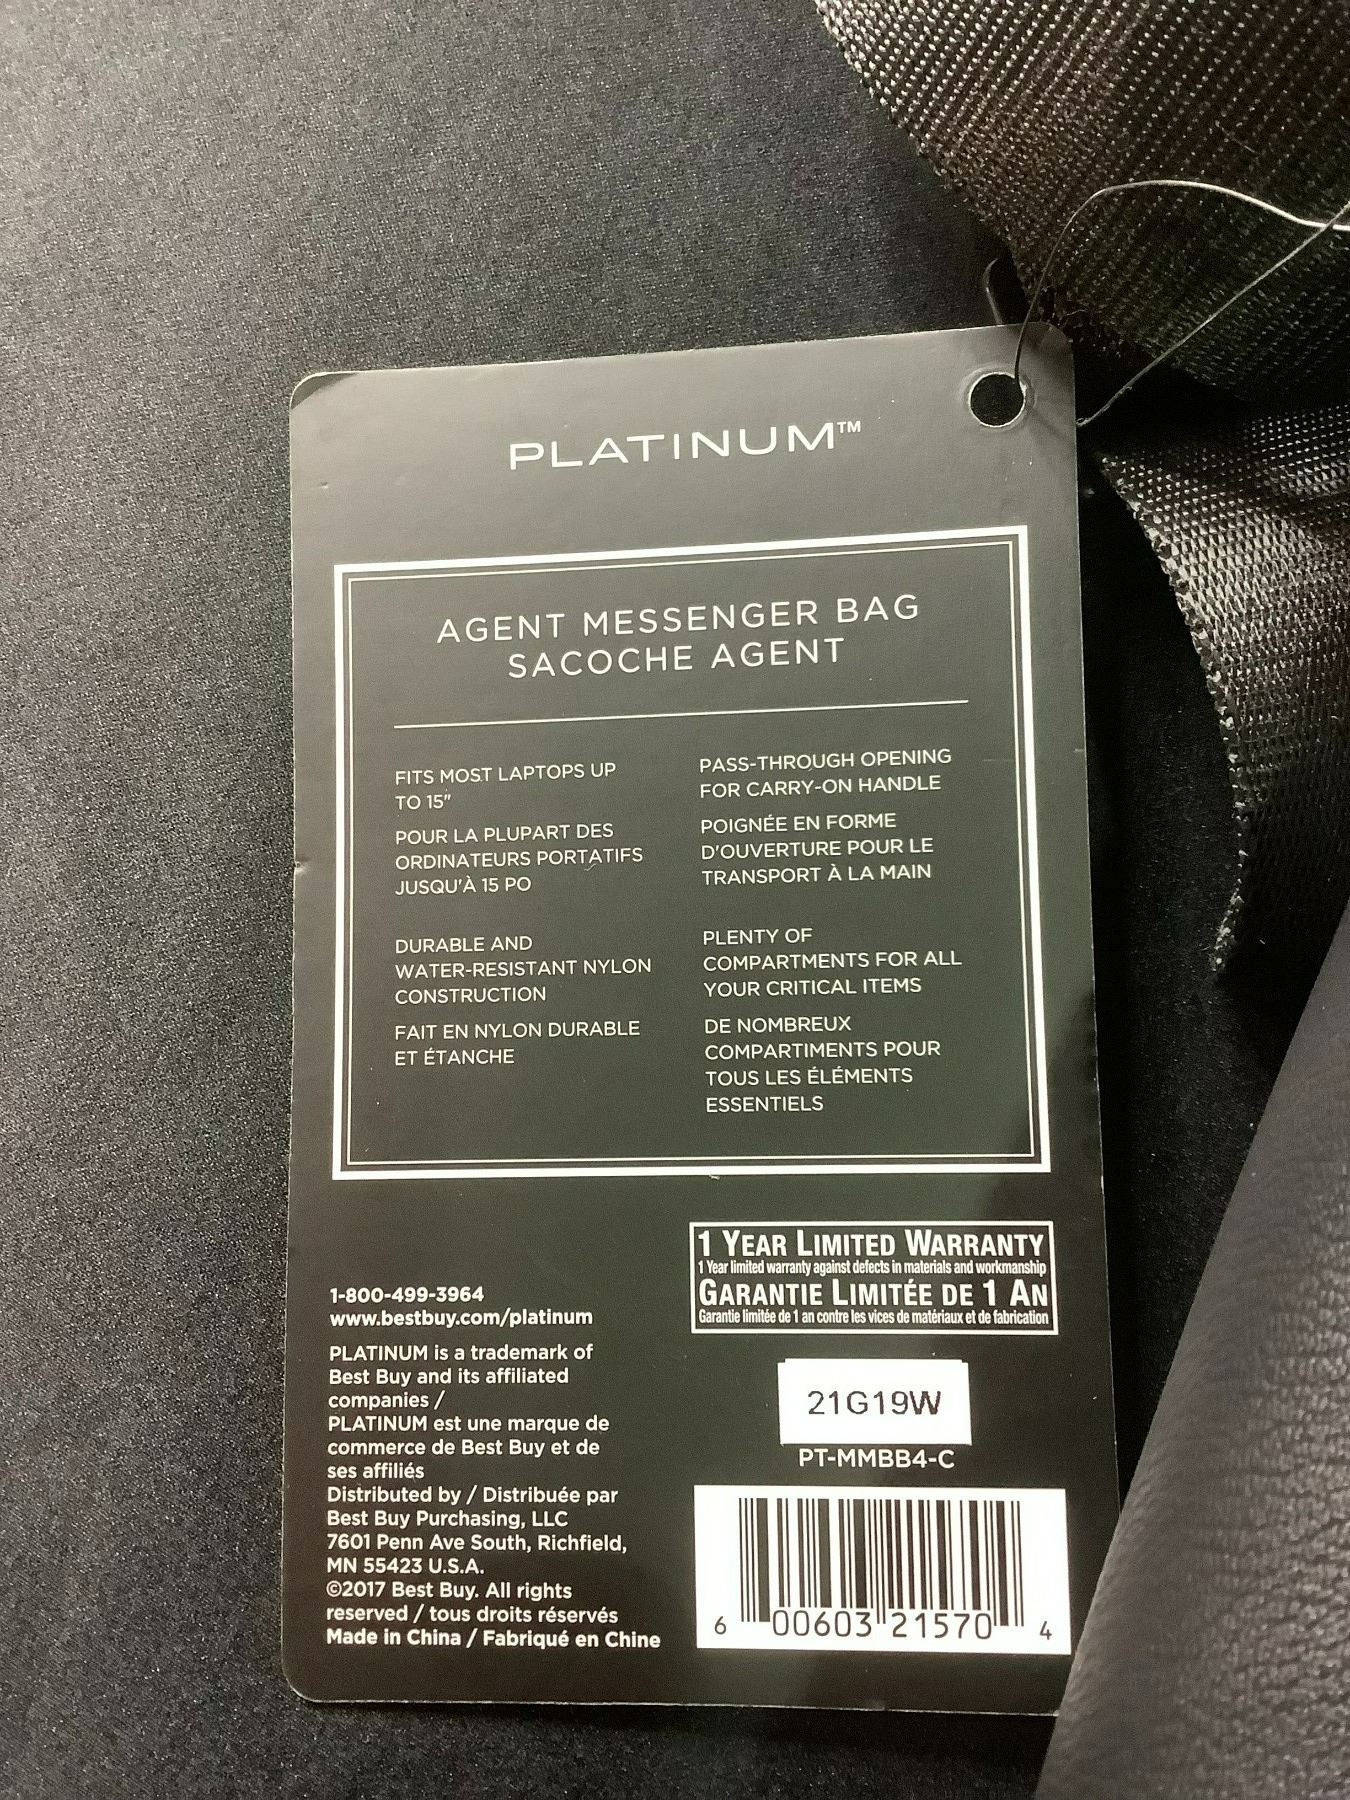 PLATINUM™
AGENT MESSENGER BAG
SACOCHE AGENT
FITS MOST LAPTOPS UP
TO 15"
POUR LA PLUPART DES
ORDINATEURS PORTATIFS
JUSQU'À 15 PO
DURABLE AND
WATER-RESISTANT NYLON
CONSTRUCTION
FAIT EN NYLON DURABLE
ET ÉTANCHE
PASS-THROUGH OPENING
FOR CARRY-ON HANDLE
POIGNÉE EN FORME
D'OUVERTURE POUR LE
TRANSPORT À LA MAIN
PLENTY OF
COMPARTMENTS FOR ALL
YOUR CRITICAL ITEMS
DE NOMBREUX
COMPARTIMENTS POUR
TOUS LES ÉLÉMENTS
ESSENTIELS
1-800-499-3964
www.bestbuy.com/platinum
PLATINUM is a trademark of
Best Buy and its affiliated
companies /
PLATINUM est une marque de
commerce de Best Buy et de
ses affiliés
Distributed by / Distribuée par
Best Buy Purchasing, LLC
7601 Penn Ave South, Richfield,
MN 55423 U.S.A.
©2017 Best Buy. All rights
reserved / tous droits réservés
Made in China / Fabriqué en Chine
1 YEAR LIMITED WARRANTY
1 Year limited warranty against defects in materials and workmanship
GARANTIE LIMITÉE DE 1 AN
Garantie limitée de 1 an contre les vices de matériaux et de fabrication
21G19W
PT-MMBB4-C
6 00603 21570 4